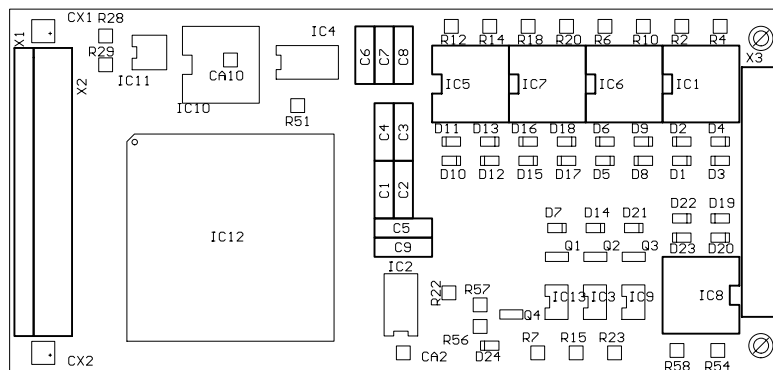 CX1
R28
X1
R29
X2
IC11
IC10
CA10
IC4
R51
C6
C7
C8
R12
R14
R18
R20
R6
R10
R2
R4
X3
IC5
IC7
IC6
IC1
C4
C3
D11
D13
D16
D18
D6
D9
D2
D4
D10
D12
D15
D17
D5
D8
D1
D3
C1
C2
C5
C9
IC12
D7
D14
D21
D22
D19
D23
D20
Q1
Q2
Q3
IC2
R22
R57
IC13
IC3
IC9
IC8
Q4
R56
D24
CA2
R7
R15
R23
R58
R54
CX2